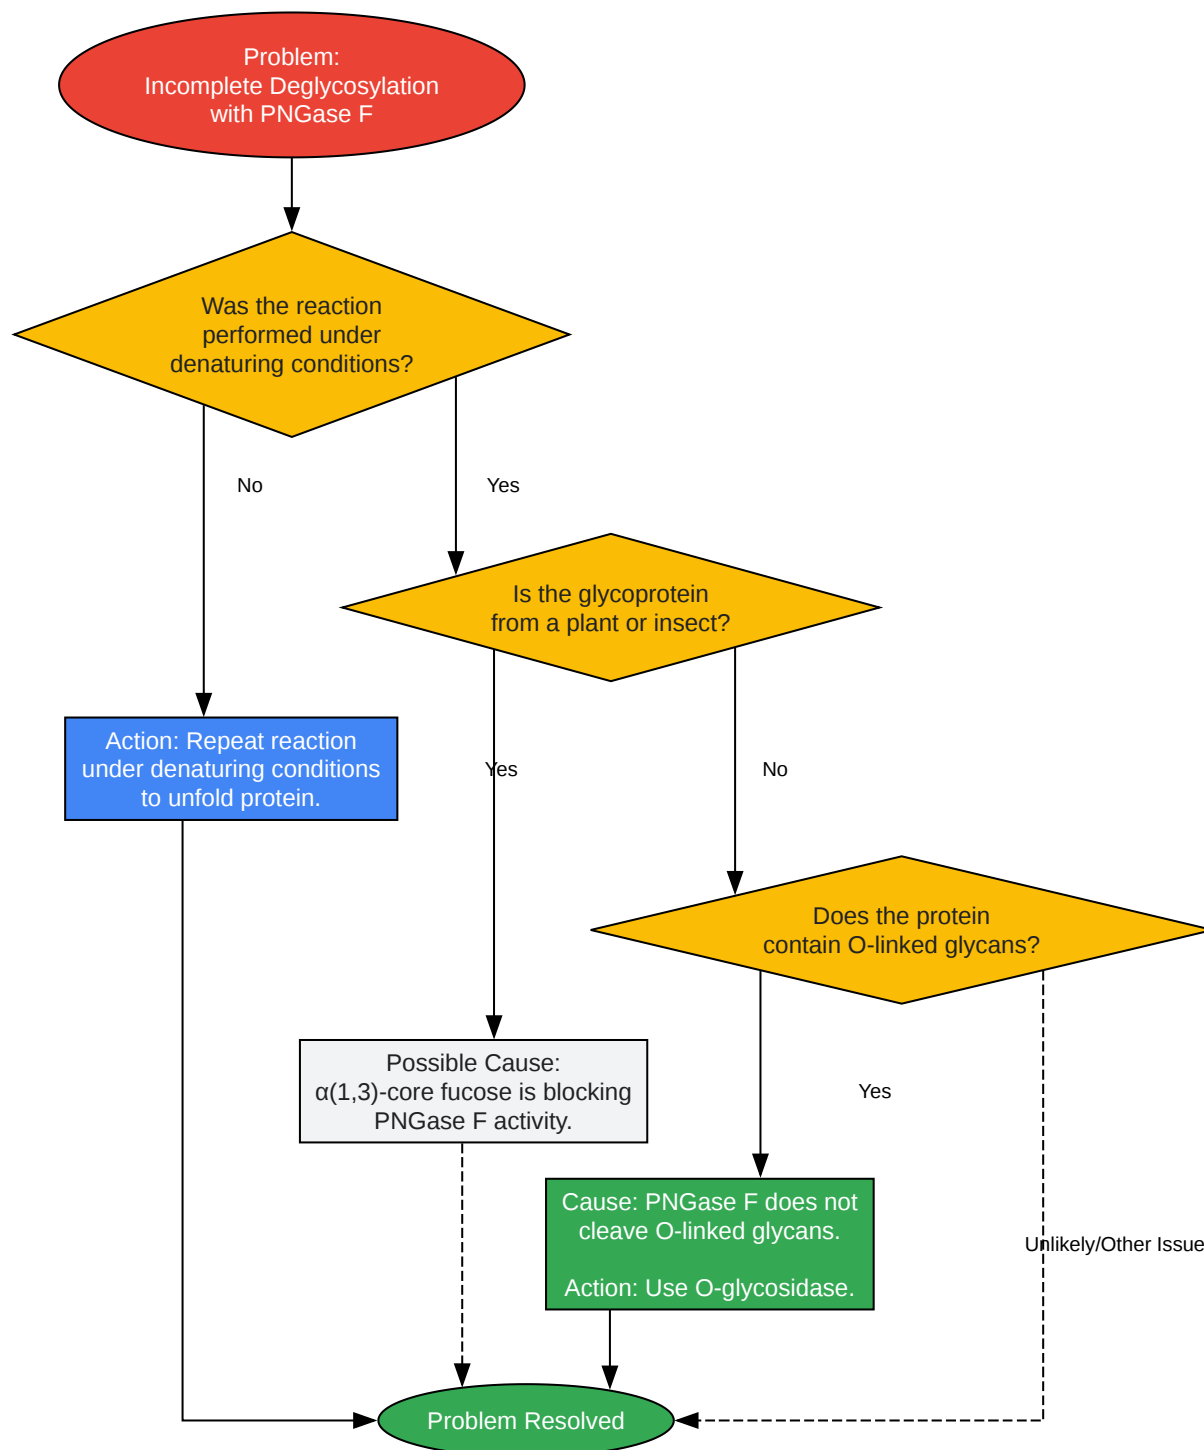 Problem:
Incomplete Deglycosylation
with PNGase F
Was the reaction
performed under
denaturing conditions?
No
Yes
Is the glycoprotein
from a plant or insect?
Action: Repeat reaction
under denaturing conditions
to unfold protein.
Yes
No
Does the protein
contain O-linked glycans?
Possible Cause:
α(1,3)-core fucose is blocking
PNGase F activity.
Yes
Cause: PNGase F does not
cleave O-linked glycans.
Action: Use O-glycosidase.
Unlikely/Other Issue
Problem Resolved